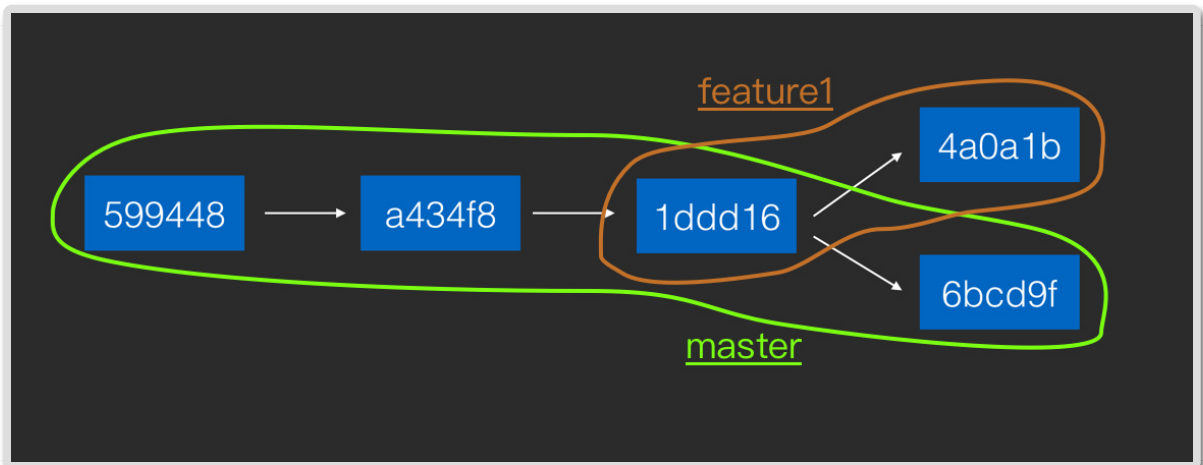 feature1
4a0a1b
599448
a434f8
1ddd16
6bcd9f
master